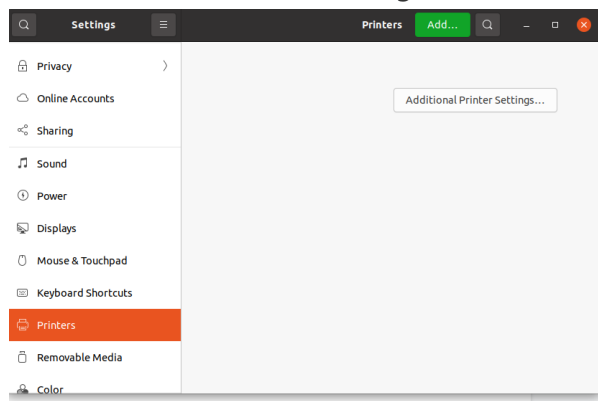 Settings
Printers
Add...
Privacy
Online Accounts
Sharing
Sound
Power
Displays
Mouse & Touchpad
Keyboard Shortcuts
Printers
Removable Media
Color
Additional Printer Settings...